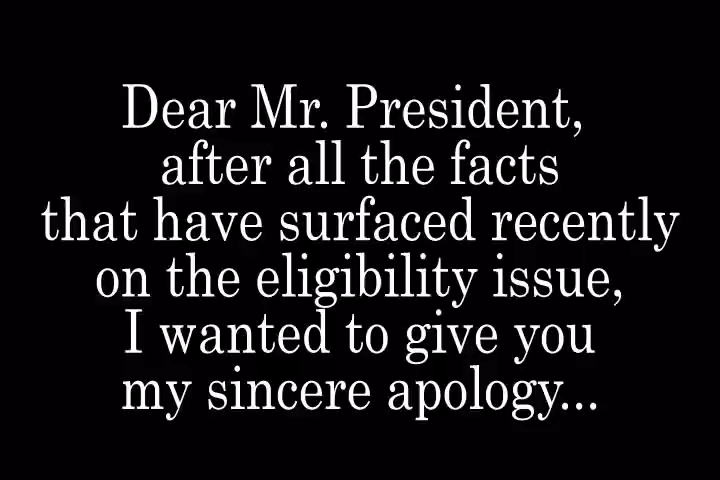 Dear Mr. President,
after all the facts
that have surfaced recently
on the eligibility issue,
I wanted to give you
my sincere apology...